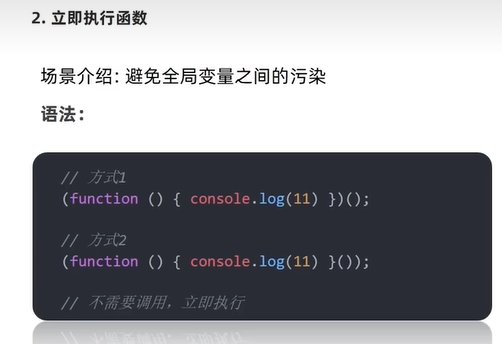 2. 立即执行函数
场景介绍: 避免全局变量之间的污染
语法：
// 方式1
(function () { console.log(11) })();
// 方式2
(function () { console.log(11) }());
// 不需要调用，立即执行